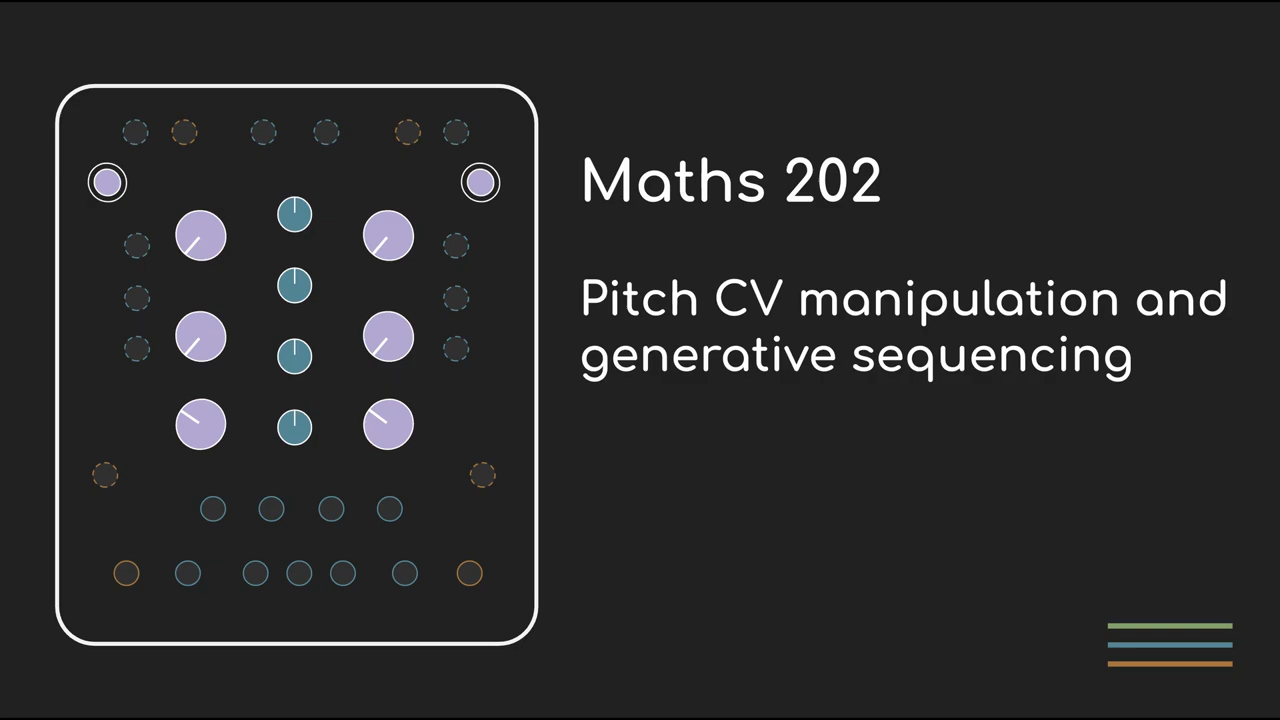 Maths 202
Pitch CV manipulation and
generative sequencing